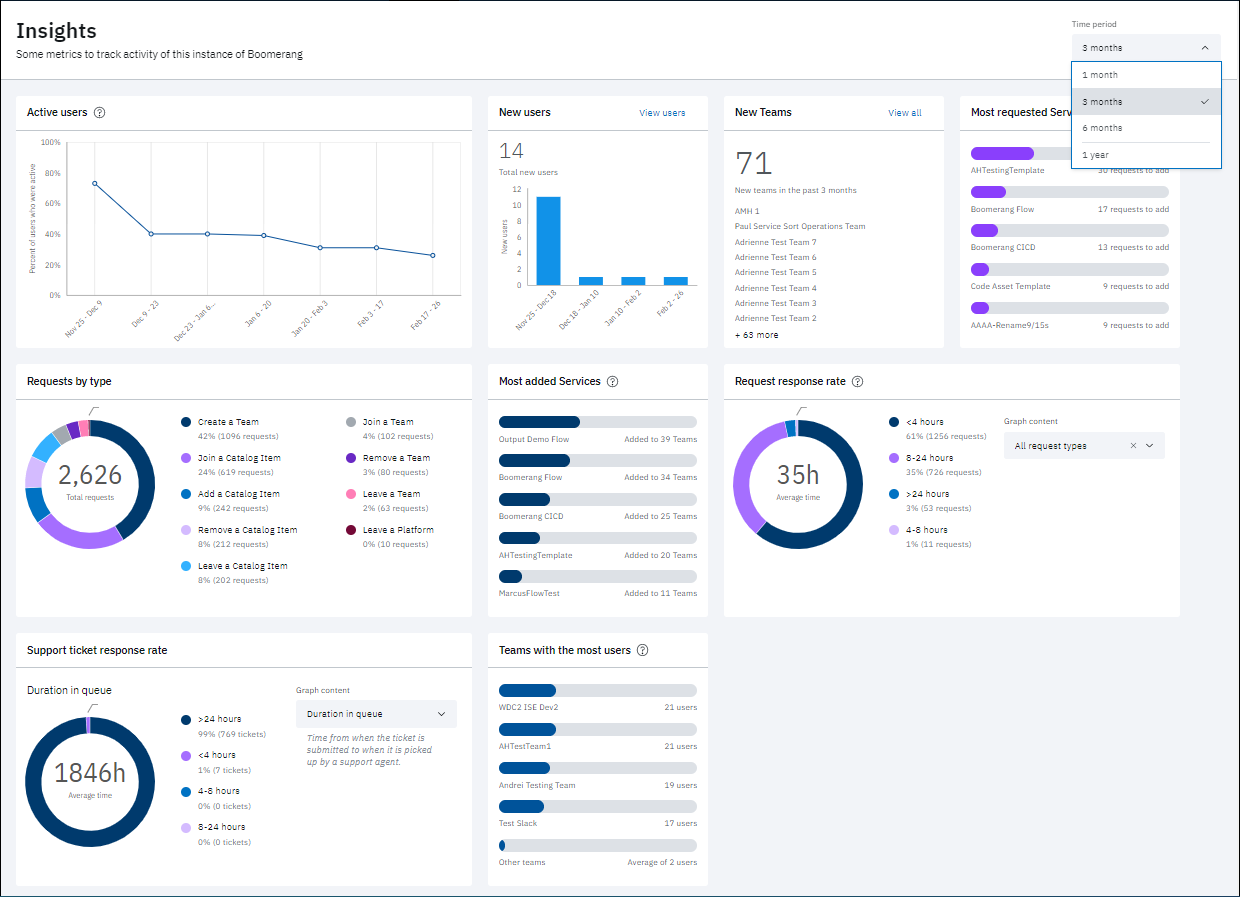 Insights
Some metrics to track activity of this instance of Boomerang
Time period
3 months
1 month
3 months
6 months
1 year
Active users
Percent of users who were active
100%
80%
60%
40%
20%
0%
Nov 25 - Dec 9
Dec 9 - 23
Dec 23 - Jan 6...
Jan 6 - 20
Jan 20 - Feb 3
Feb 3 - 17
Feb 17 - 26
New users
View users
14
Total new users
New users
12
10
8
6
4
2
0
Nov 25 - Dec 18
Dec 18 - Jan 10
Jan 10 - Feb 2
Feb 2 - 26
New Teams
View all
71
New teams in the past 3 months
AMH 1
Paul Service Sort Operations Team
Adrienne Test Team 7
Adrienne Test Team 6
Adrienne Test Team 5
Adrienne Test Team 4
Adrienne Test Team 3
Adrienne Test Team 2
+ 63 more
Most requested Serv
AHTestingTemplate 30 requests to add
Boomerang Flow 17 requests to add
Boomerang CICD 13 requests to add
Code Asset Template 9 requests to add
AAAA-Rename9/15s 9 requests to add
Requests by type
2,626
Total requests
Create a Team
42% (1096 requests)
Join a Catalog Item
24% (619 requests)
Add a Catalog Item
9% (242 requests)
Remove a Catalog Item
8% (212 requests)
Leave a Catalog Item
8% (202 requests)
Join a Team
4% (102 requests)
Remove a Team
3% (80 requests)
Leave a Team
2% (63 requests)
Leave a Platform
0% (10 requests)
Most added Services
Output Demo Flow Added to 39 Teams
Boomerang Flow Added to 34 Teams
Boomerang CICD Added to 25 Teams
AHTestingTemplate Added to 20 Teams
MarcusFlowTest Added to 11 Teams
Request response rate
35h
Average time
<4 hours
61% (1256 requests)
8-24 hours
35% (726 requests)
>24 hours
3% (53 requests)
4-8 hours
1% (11 requests)
Graph content
All request types
Support ticket response rate
Duration in queue
1846h
Average time
>24 hours
99% (769 tickets)
<4 hours
1% (7 tickets)
4-8 hours
0% (0 tickets)
8-24 hours
0% (0 tickets)
Graph content
Duration in queue
Time from when the ticket is
submitted to when it is picked
up by a support agent.
Teams with the most users
WDC2 ISE Dev2 21 users
AHTestTeam1 21 users
Andrei Testing Team 19 users
Test Slack 17 users
Other teams Average of 2 users